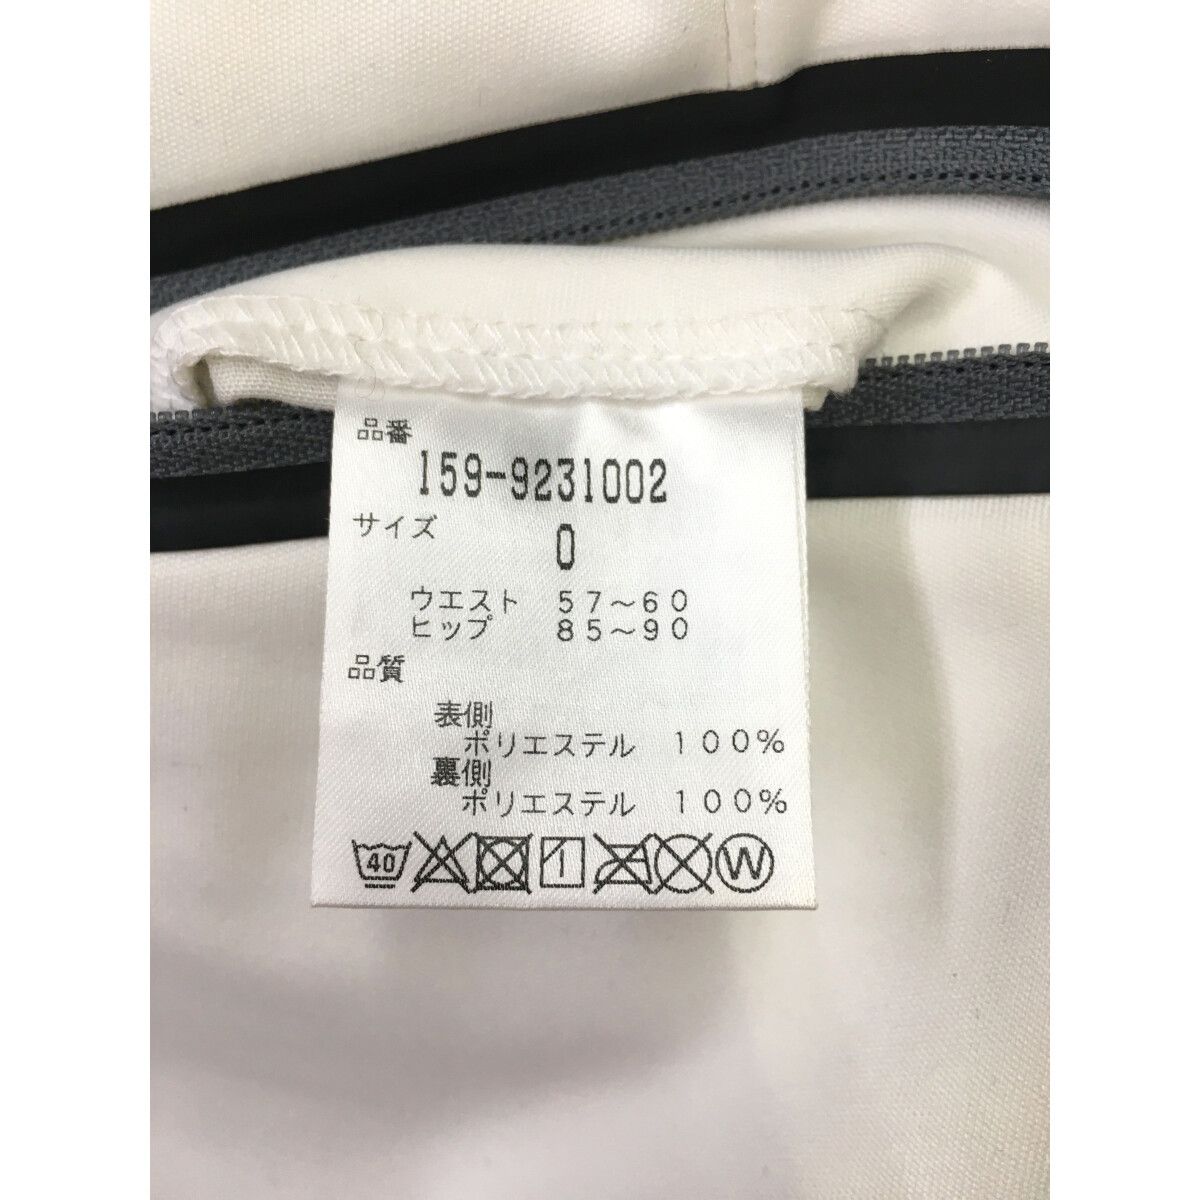 品番
159-9231002
サイズ
0
ウエスト 57～60
ヒップ 85～90
品質
表側
ポリエステル 100%
裏側
ポリエステル 100%
40 W